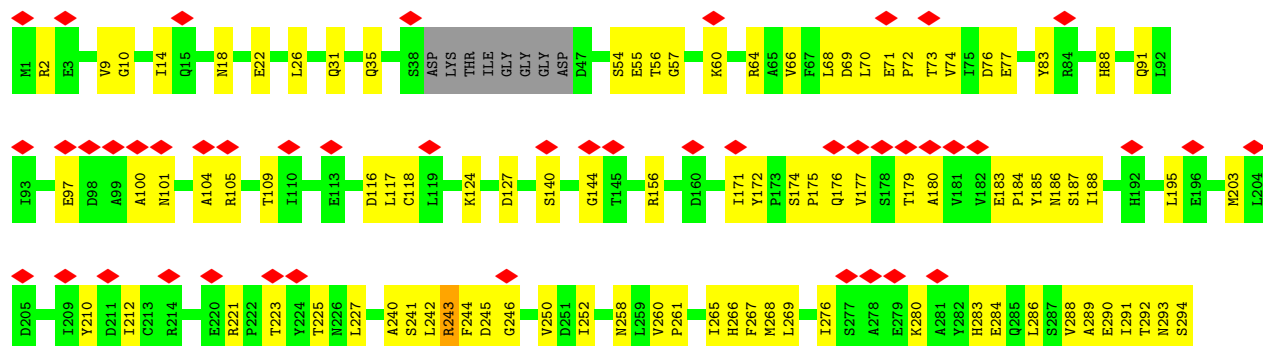 M1 R2 E3 V9 G10 I14 Q15 N18 E22 L26 Q31 Q35 S38 ASP LYS THR ILE GLY GLY GLY ASP D47 S54 E55 T56 G57 K60 R64 A65 V66 F67 L68 D69 L70 E71 P72 T73 V74 I75 D76 E77 Y83 R84 H88 Q91 L92
I93 E97 D98 A99 A100 N101 A104 R105 T109 I110 E113 D116 L117 C118 L119 K124 D127 S140 G144 T145 R156 D160 I171 Y172 P173 S174 P175 Q176 V177 S178 T179 A180 V181 V182 E183 P184 Y185 N186 S187 I188 H192 L195 E196 M203 L204
D205 I209 Y210 D211 I212 C213 R214 E220 R221 P222 T223 Y224 T225 N226 L227 A240 S241 L242 R243 F244 D245 G246 V250 D251 I252 N258 L259 V260 P261 I265 H266 F267 M268 L269 I276 S277 A278 E279 K280 A281 Y282 H283 E284 Q285 L286 S287 V288 A289 E290 I291 T292 N293 S294